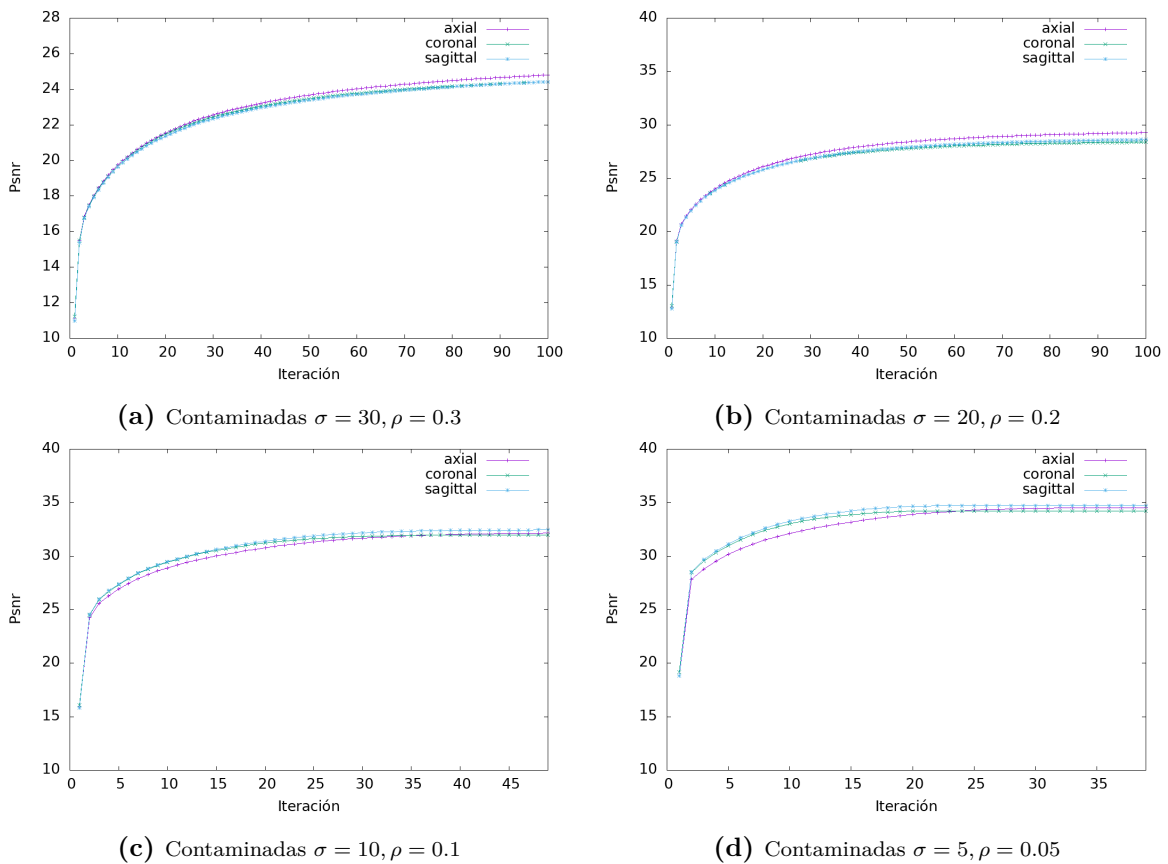 28
26
24
22
20
18
16
14
12
10
Psnr
axial
coronal
sagittal
0 10 20 30 40 50 60 70 80 90 100
Iteración
(a) Contaminadas σ = 30, ρ = 0.3
40
35
30
25
20
15
10
Psnr
axial
coronal
sagittal
0 10 20 30 40 50 60 70 80 90 100
Iteración
(b) Contaminadas σ = 20, ρ = 0.2
40
35
30
25
20
15
10
Psnr
axial
coronal
sagittal
0 5 10 15 20 25 30 35 40 45
Iteración
(c) Contaminadas σ = 10, ρ = 0.1
40
35
30
25
20
15
10
Psnr
axial
coronal
sagittal
0 5 10 15 20 25 30 35
Iteración
(d) Contaminadas σ = 5, ρ = 0.05